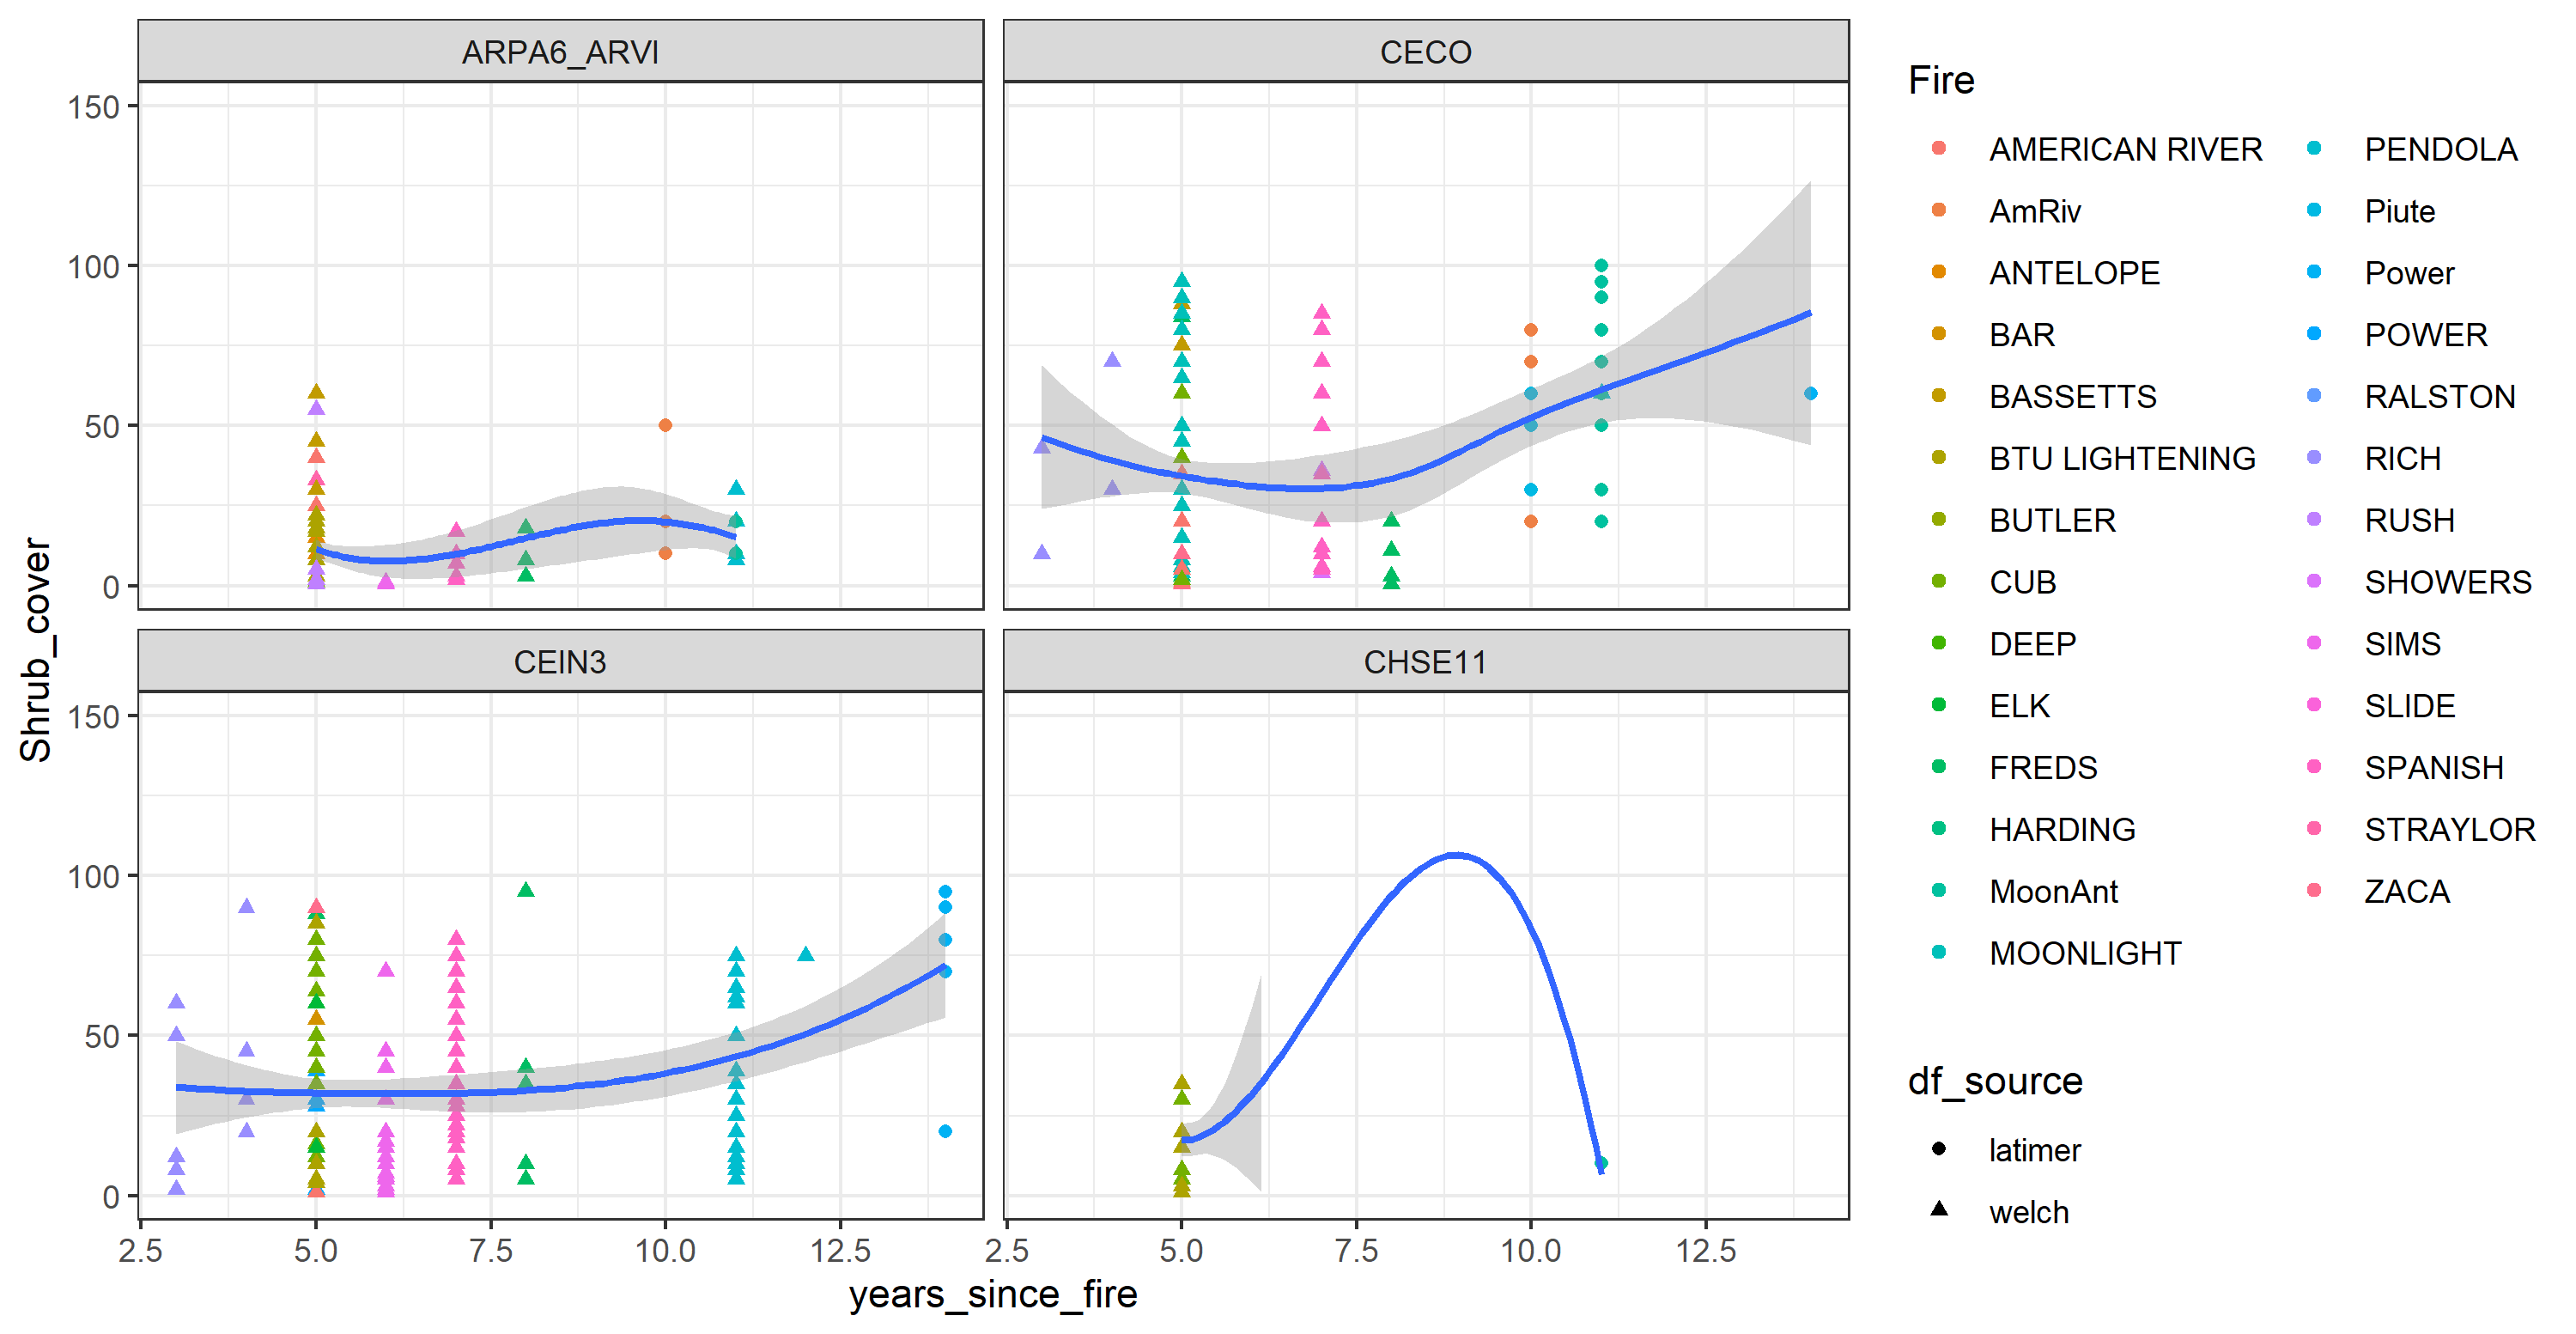 ARPA6_ARVI
CECO
150
100
50
0
CEIN3
CHSE11
150
100
50
0
2.5 5.0 7.5 10.0 12.5
2.5 5.0 7.5 10.0 12.5
years_since_fire
Shrub_cover
Fire
AMERICAN RIVER
AmRiv
ANTELOPE
BAR
BASSETTS
BTU LIGHTENING
BUTLER
CUB
DEEP
ELK
FREDS
HARDING
MoonAnt
MOONLIGHT
PENDOLA
Piute
Power
POWER
RALSTON
RICH
RUSH
SHOWERS
SIMS
SLIDE
SPANISH
STRAYLOR
ZACA
df_source
latimer
welch